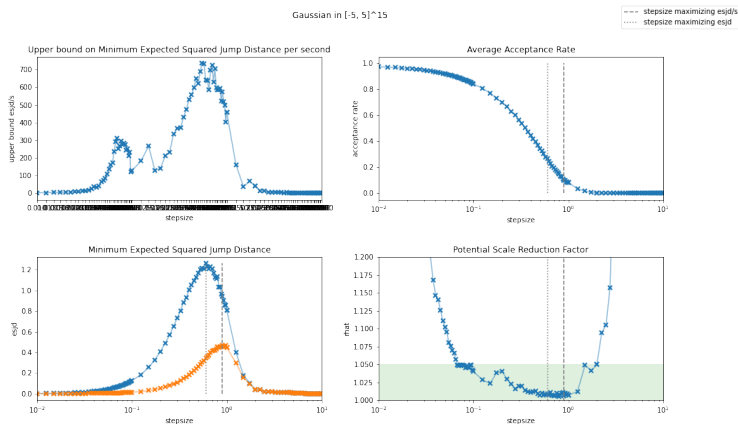 Gaussian in [-5, 5]^15
stepsize maximizing esjd/s
stepsize maximizing esjd
Upper bound on Minimum Expected Squared Jump Distance per second
upper bound esjd/s
700
600
500
400
300
200
100
0
stepsize
Average Acceptance Rate
acceptance rate
1.0
0.8
0.6
0.4
0.2
0.0
10^-2 10^-1 10^0 10^1
stepsize
Minimum Expected Squared Jump Distance
esjd
1.2
1.0
0.8
0.6
0.4
0.2
0.0
10^-2 10^-1 10^0 10^1
stepsize
Potential Scale Reduction Factor
rhat
1.200
1.175
1.150
1.125
1.100
1.075
1.050
1.025
1.000
10^-2 10^-1 10^0 10^1
stepsize